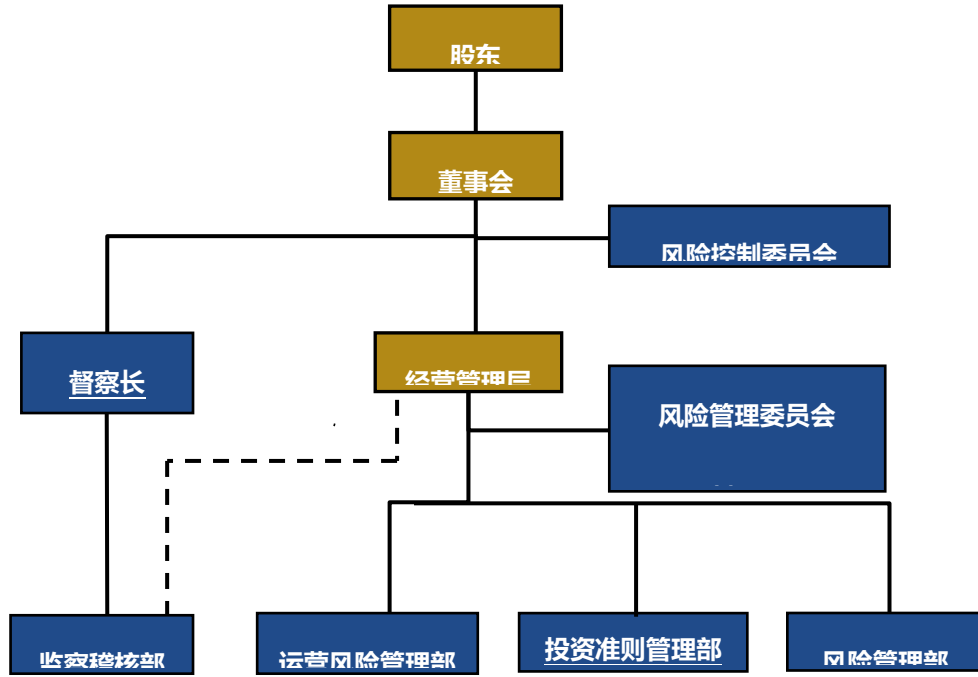 股东
董事会
风险控制委员会
督察长
经营管理层
风险管理委员会
监察稽核部
运营风险管理部
投资准则管理部
风险管理部